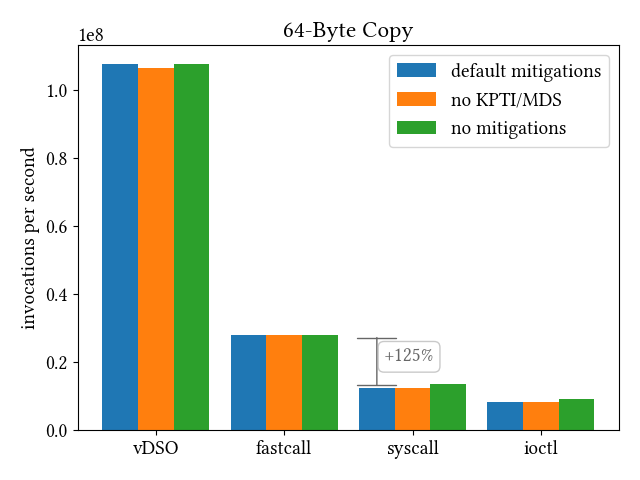 64-Byte Copy
1e8
default mitigations
no KPTI/MDS
no mitigations
invocations per second
1.0
0.8
0.6
0.4
0.2
0.0
+125%
vDSO fastcall syscall ioctl